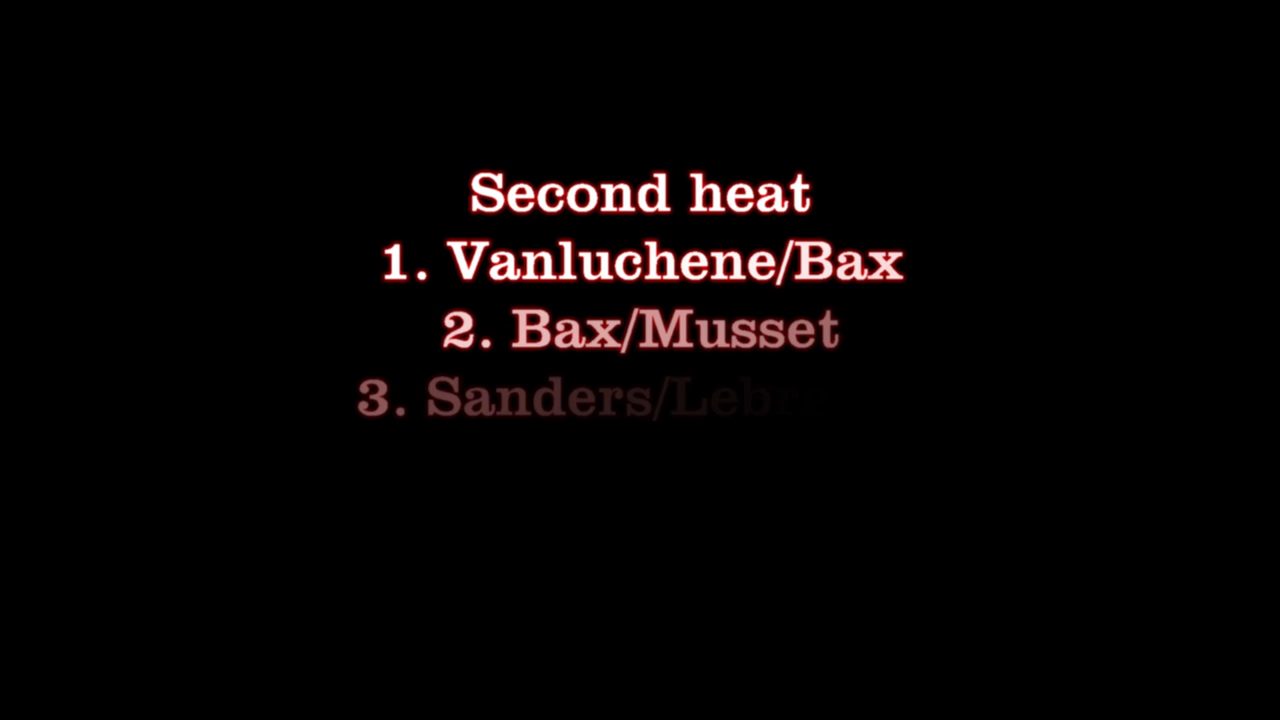 Second heat
1. Vanluchene/Bax
2. Bax/Musset
3. Sanders/